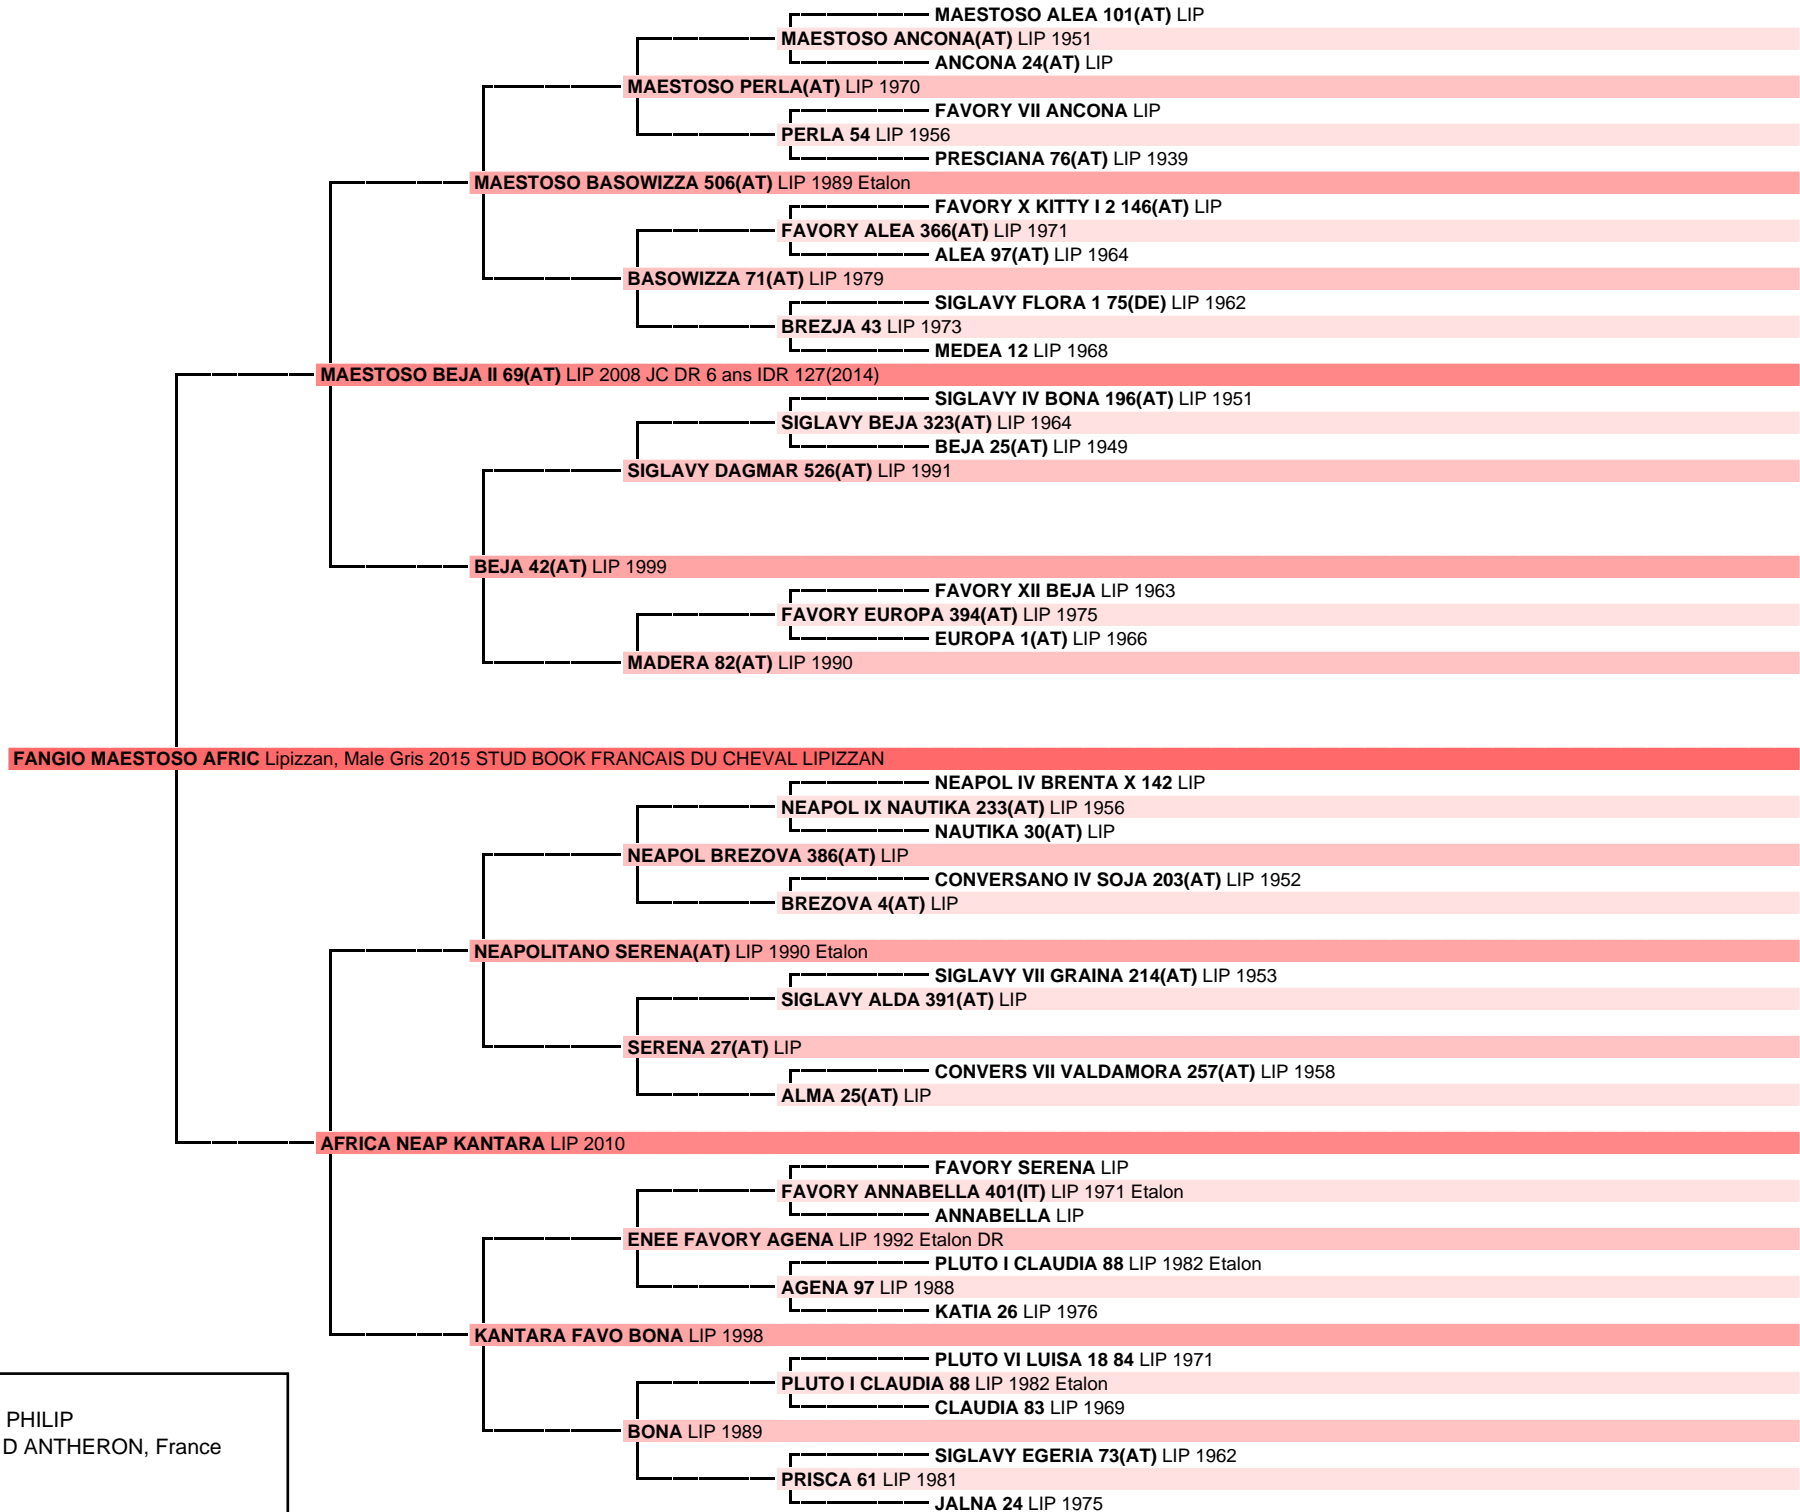 MAESTOSO ALEA 101(AT) LIP
MAESTOSO ANCONA(AT) LIP 1951
ANCONA 24(AT) LIP
MAESTOSO PERLA(AT) LIP 1970
FAVORY VII ANCONA LIP
PERLA 54 LIP 1956
PRESCIANA 76(AT) LIP 1939
MAESTOSO BASOWIZZA 506(AT) LIP 1989 Etalon
FAVORY X KITTY I 2 146(AT) LIP
FAVORY ALEA 366(AT) LIP 1971
ALEA 97(AT) LIP 1964
BASOWIZZA 71(AT) LIP 1979
SIGLAVY FLORA 1 75(DE) LIP 1962
BREZJA 43 LIP 1973
MEDEA 12 LIP 1968
MAESTOSO BEJA II 69(AT) LIP 2008 JC DR 6 ans IDR 127(2014)
SIGLAVY IV BONA 196(AT) LIP 1951
SIGLAVY BEJA 323(AT) LIP 1964
BEJA 25(AT) LIP 1949
SIGLAVY DAGMAR 526(AT) LIP 1991
BEJA 42(AT) LIP 1999
FAVORY XII BEJA LIP 1963
FAVORY EUROPA 394(AT) LIP 1975
EUROPA 1(AT) LIP 1966
MADERA 82(AT) LIP 1990
FANGIO MAESTOSO AFRIC Lipizzan, Male Gris 2015 STUD BOOK FRANCAIS DU CHEVAL LIPIZZAN
NEAPOL IV BRENTA X 142 LIP
NEAPOL IX NAUTIKA 233(AT) LIP 1956
NAUTIKA 30(AT) LIP
NEAPOL BREZOVA 386(AT) LIP
CONVERSANO IV SOJA 203(AT) LIP 1952
BREZOVA 4(AT) LIP
NEAPOLITANO SERENA(AT) LIP 1990 Etalon
SIGLAVY VII GRAINA 214(AT) LIP 1953
SIGLAVY ALDA 391(AT) LIP
SERENA 27(AT) LIP
CONVERS VII VALDAMORA 257(AT) LIP 1958
ALMA 25(AT) LIP
AFRICA NEAP KANTARA LIP 2010
FAVORY SERENA LIP
FAVORY ANNABELLA 401(IT) LIP 1971 Etalon
ANNABELLA LIP
ENEE FAVORY AGENA LIP 1992 Etalon DR
PLUTO I CLAUDIA 88 LIP 1982 Etalon
AGENA 97 LIP 1988
KATIA 26 LIP 1976
KANTARA FAVO BONA LIP 1998
PLUTO VI LUISA 18 84 LIP 1971
PLUTO I CLAUDIA 88 LIP 1982 Etalon
CLAUDIA 83 LIP 1969
BONA LIP 1989
SIGLAVY EGERIA 73(AT) LIP 1962
PRISCA 61 LIP 1981
JALNA 24 LIP 1975
PHILIP
D ANTHERON, France